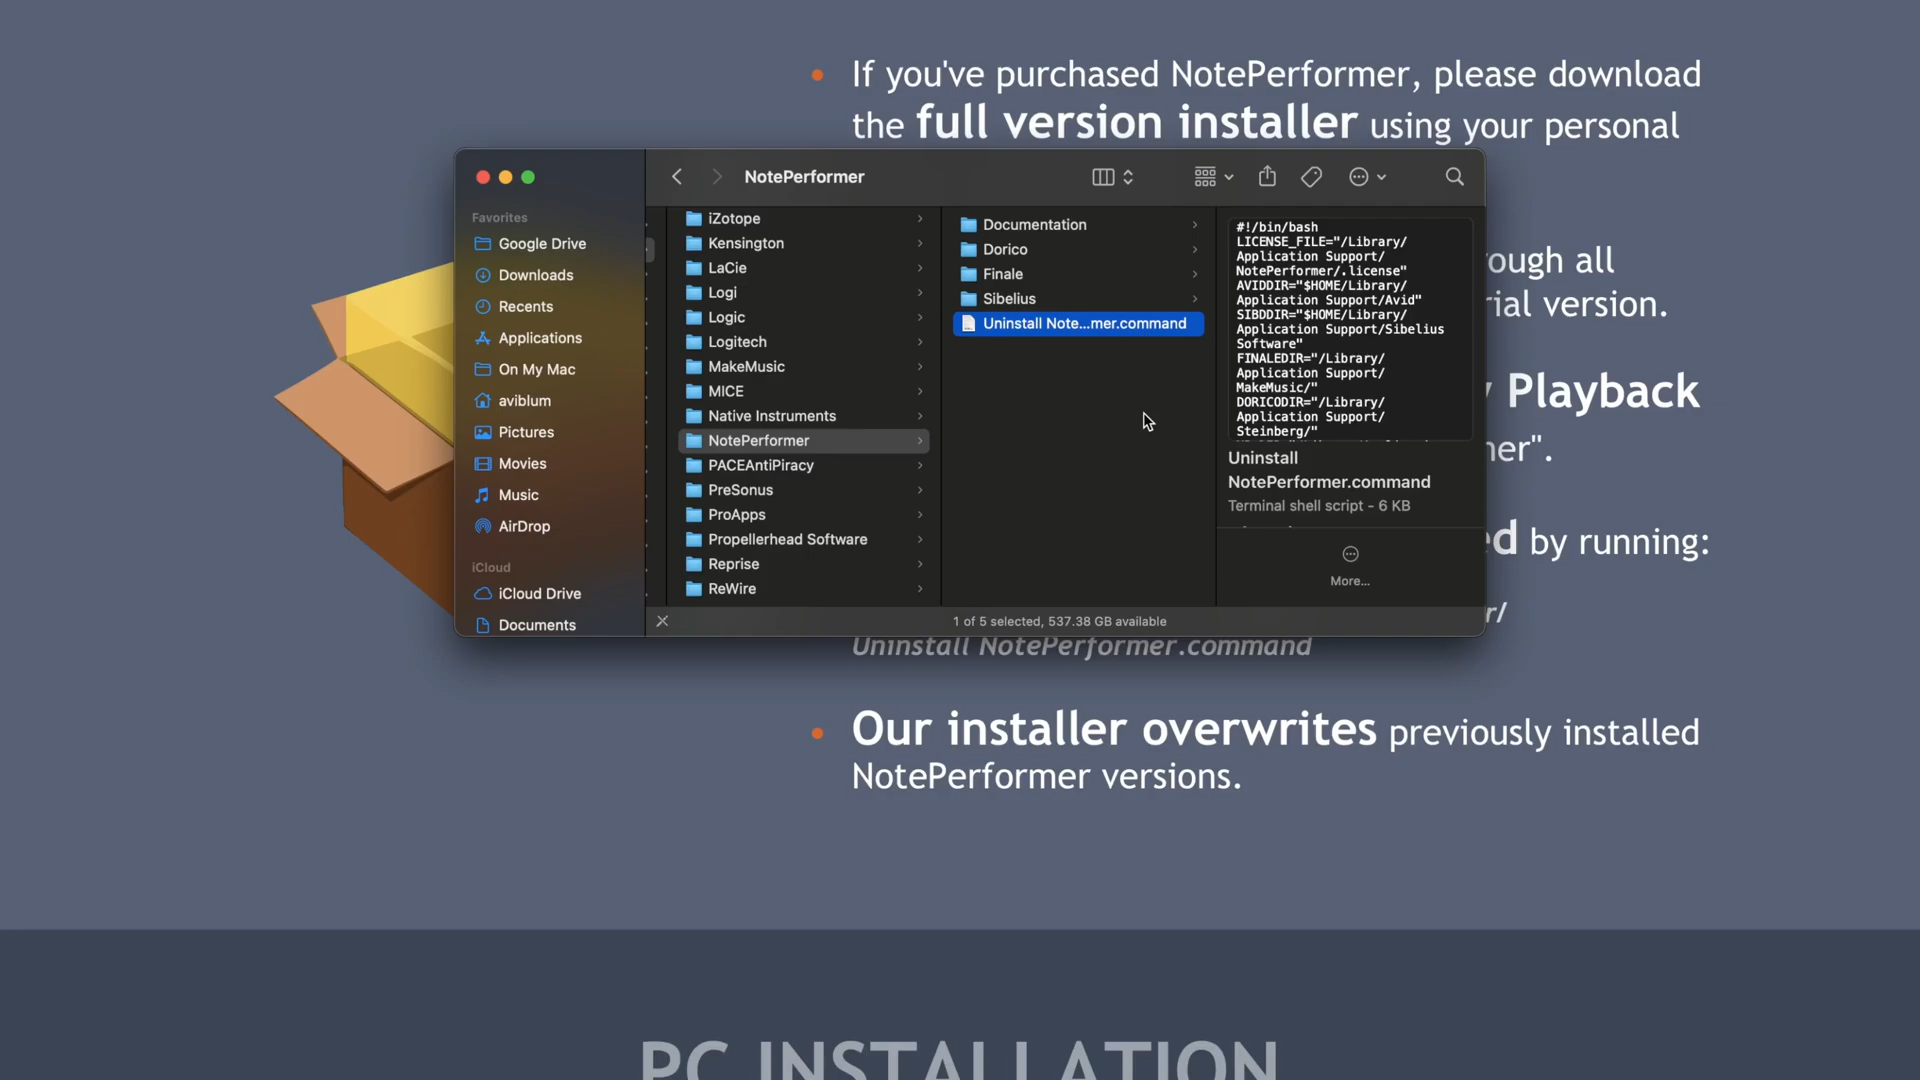 If you've purchased NotePerformer, please download
the full version installer using your personal
NotePerformer
Favorites
Google Drive
Downloads
Recents
Applications
On My Mac
aviblum
Pictures
Movies
Music
AirDrop
iCloud
iCloud Drive
Documents
iZotope
Kensington
LaCie
Logi
Logic
Logitech
MakeMusic
MICE
Native Instruments
NotePerformer
PACEAntiPiracy
PreSonus
ProApps
Propellerhead Software
Reprise
ReWire
Documentation
Dorico
Finale
Sibelius
Uninstall Note...mer.command
#!/bin/bash
LICENSE_FILE="/Library/
Application Support/
NotePerformer/.license"
AVIDDIR="$HOME/Library/
Application Support/Avid"
SIBDDIR="$HOME/Library/
Application Support/Sibelius
Software"
FINALEDIR="/Library/
Application Support/
MakeMusic/"
DORICODIR="/Library/
Application Support/
Steinberg/"
Uninstall
NotePerformer.command
Terminal shell script - 6 KB
More...
1 of 5 selected, 537.38 GB available
ough all
rial version.
Playback
mer".
ed by running:
r/
Uninstall NotePerformer.command
Our installer overwrites previously installed
NotePerformer versions.
PC INSTALLATION